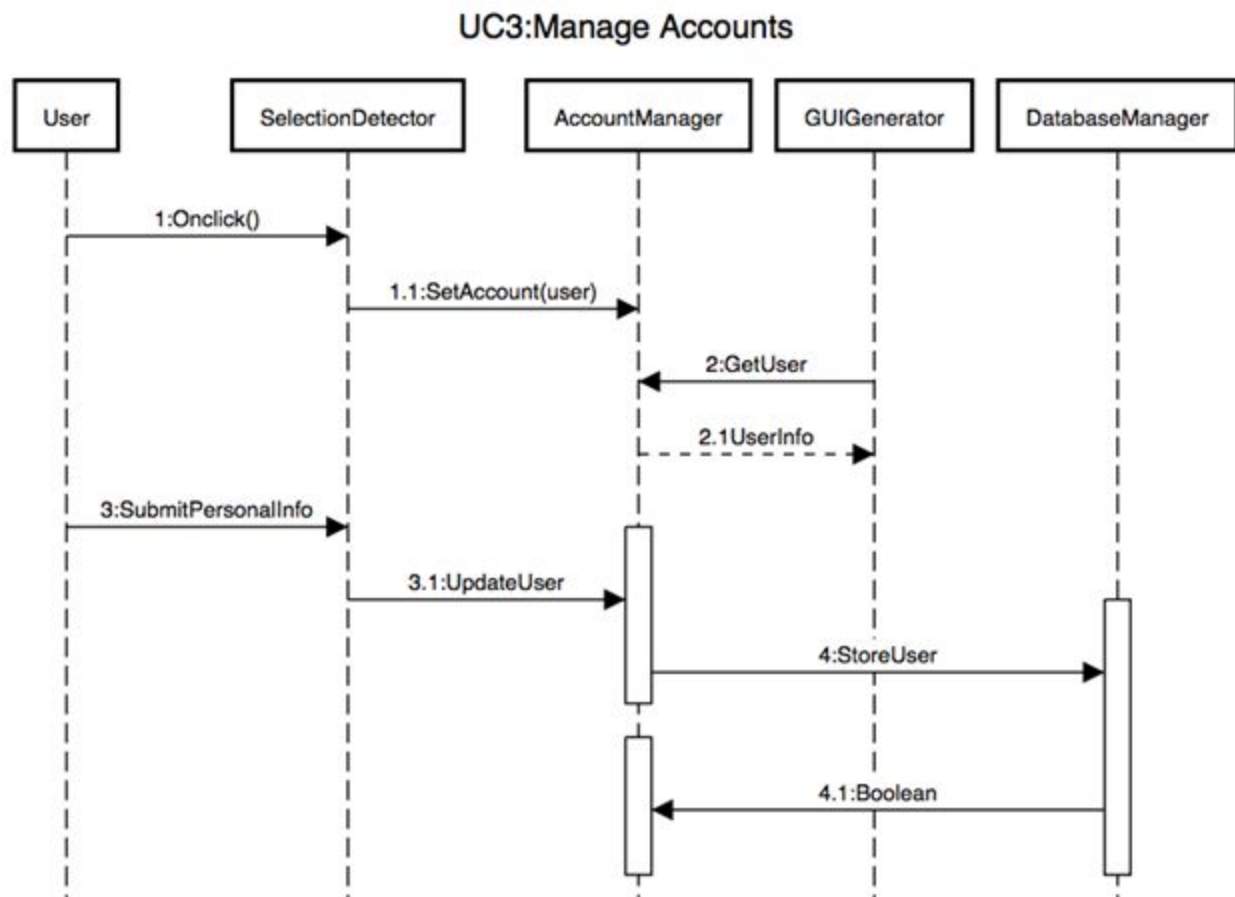 UC3:Manage Accounts
User
SelectionDetector
AccountManager
GUIGenerator
DatabaseManager
1:Onclick()
1.1:SetAccount(user)
2:GetUser
2.1UserInfo
3:SubmitPersonalInfo
3.1:UpdateUser
4:StoreUser
4.1:Boolean